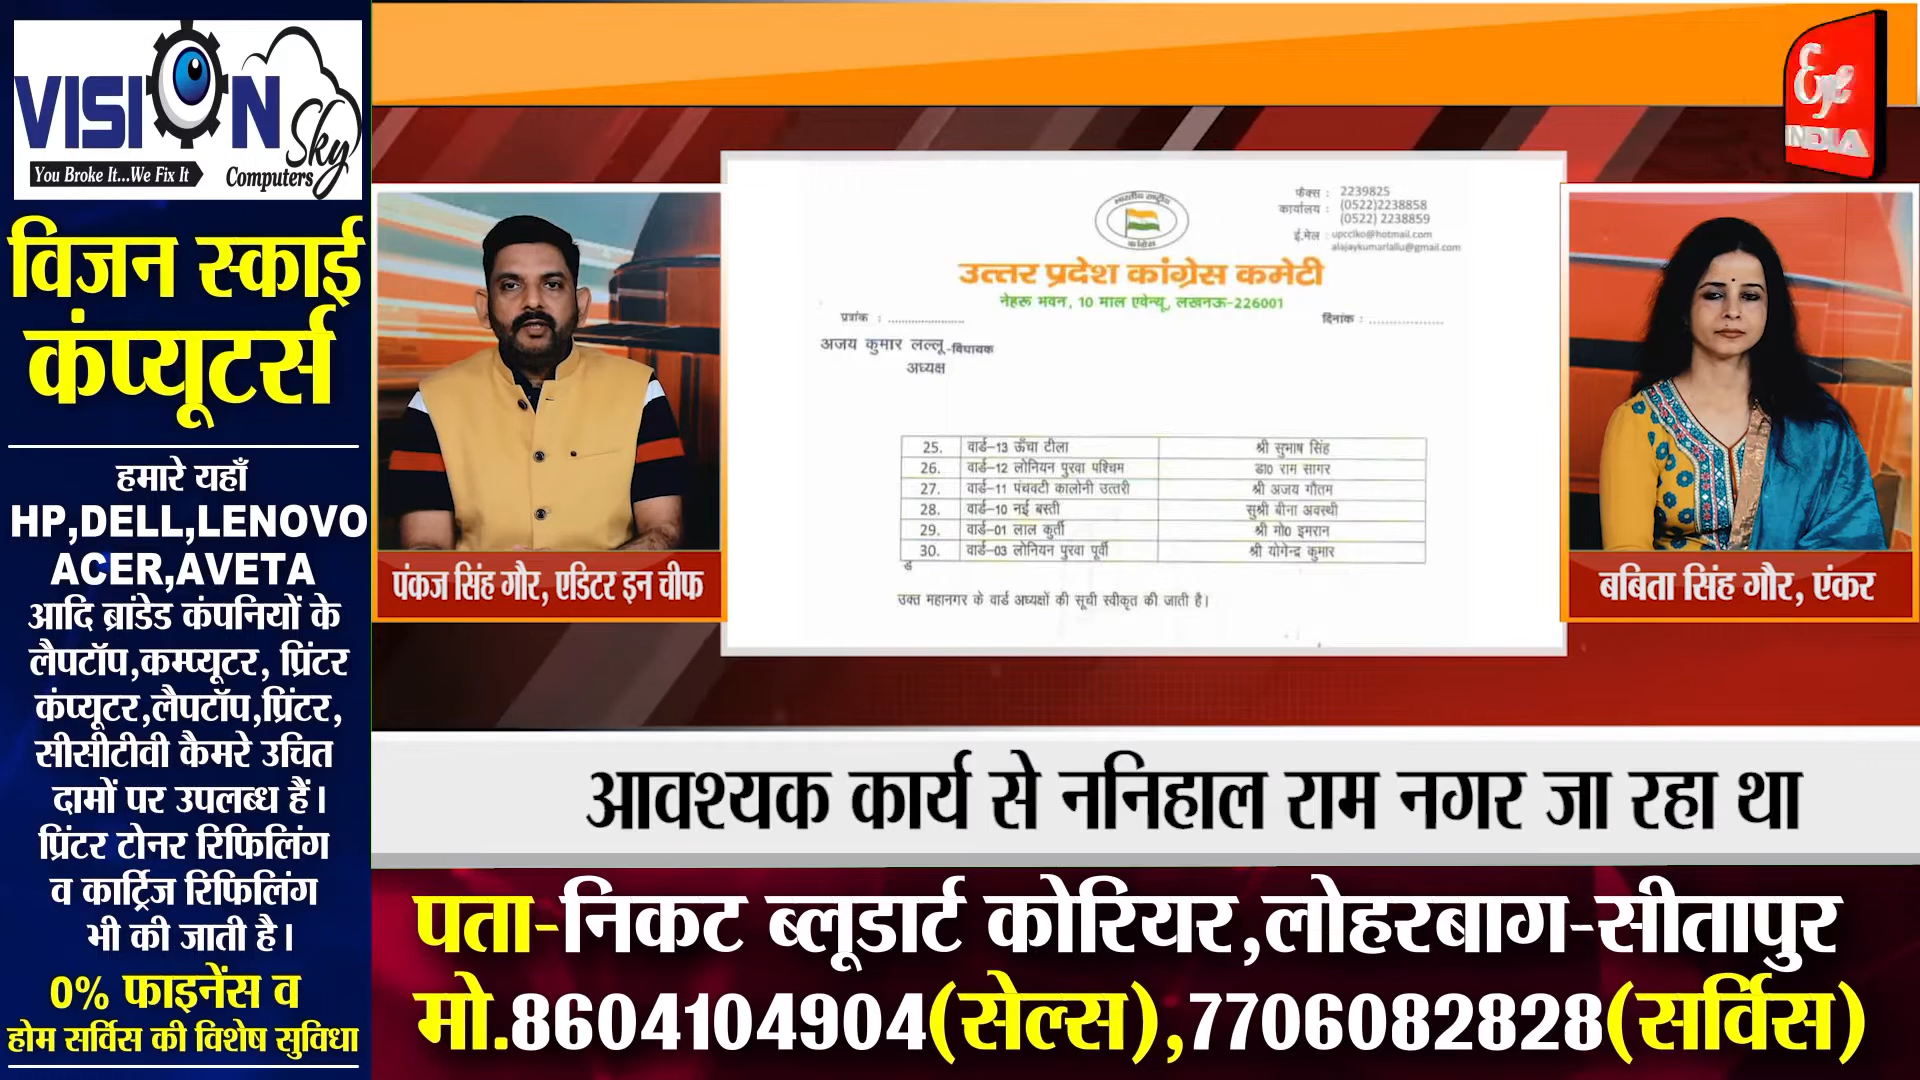 VISION
Sky
You Broke It...We Fix It
Computers
विजन स्काई
कंप्यूटर्स
हमारे यहाँ
HP,DELL,LENOVO
ACER,AVETA
आदि ब्रांडेड कंपनियों के
लैपटॉप,कम्प्यूटर, प्रिंटर
कंप्यूटर,लैपटॉप,प्रिंटर,
सीसीटीवी कैमरे उचित
दामों पर उपलब्ध हैं।
प्रिंटर टोनर रिफिलिंग
व कार्ट्रिज रिफिलिंग
भी की जाती है।
0% फाइनेंस व
होम सर्विस की विशेष सुविधा
Eye
INDIA
पंकज सिंह गौर, एडिटर इन चीफ
भारतीय राष्ट्रीय
कांग्रेस
फैक्स : 2239825
कार्यालय : (0522)2238858
(0522) 2238859
ई.मेल : upcclko@hotmail.com
alajaykumarlallu@gmail.com
उत्तर प्रदेश कांग्रेस कमेटी
नेहरू भवन, 10 माल एवेन्यू, लखनऊ-226001
पत्रांक : ......................
दिनांक : .....................
अजय कुमार लल्लू-विधायक
अध्यक्ष
25. वार्ड-13 ऊँचा टीला श्री सुभाष सिंह
26. वार्ड-12 लोनियन पुरवा पश्चिम डा0 राम सागर
27. वार्ड-11 पंचवटी कालोनी उत्तरी श्री अजय गौतम
28. वार्ड-10 नई बस्ती सुश्री बीना अवस्थी
29. वार्ड-01 लाल कुर्ती श्री मो0 इमरान
30. वार्ड-03 लोनियन पुरवा पूर्वी श्री योगेन्द्र कुमार
ड
उक्त महानगर के वार्ड अध्यक्षों की सूची स्वीकृत की जाती है।
बबिता सिंह गौर, एंकर
आवश्यक कार्य से ननिहाल राम नगर जा रहा था
पता-निकट ब्लूडार्ट कोरियर,लोहरबाग-सीतापुर
मो.8604104904(सेल्स),7706082828(सर्विस)